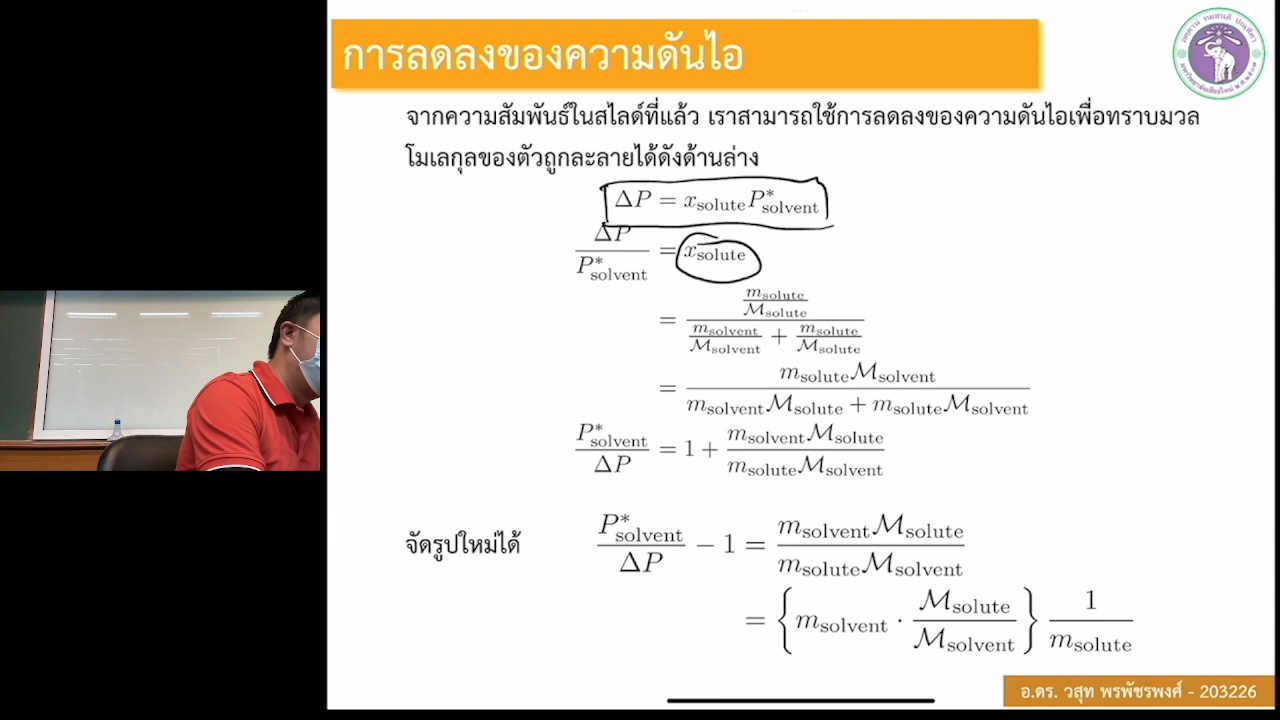 การลดลงของความดันไอ
จากความสัมพันธ์ในสไลด์ที่แล้ว เราสามารถใช้การลดลงของความดันไอเพื่อทราบมวล
โมเลกุลของตัวถูกละลายได้ดังด้านล่าง
ΔP = x_solute P*_solvent
ΔP / P*_solvent = x_solute
= (m_solute / ℳ_solute) / (m_solvent / ℳ_solvent + m_solute / ℳ_solute)
= m_solute ℳ_solvent / (m_solvent ℳ_solute + m_solute ℳ_solvent)
P*_solvent / ΔP = 1 + m_solvent ℳ_solute / m_solute ℳ_solvent
จัดรูปใหม่ได้ P*_solvent / ΔP − 1 = m_solvent ℳ_solute / m_solute ℳ_solvent
= { m_solvent · ℳ_solute / ℳ_solvent } 1 / m_solute
อ.ดร. วสุท พรพัชรพงศ์ - 203226